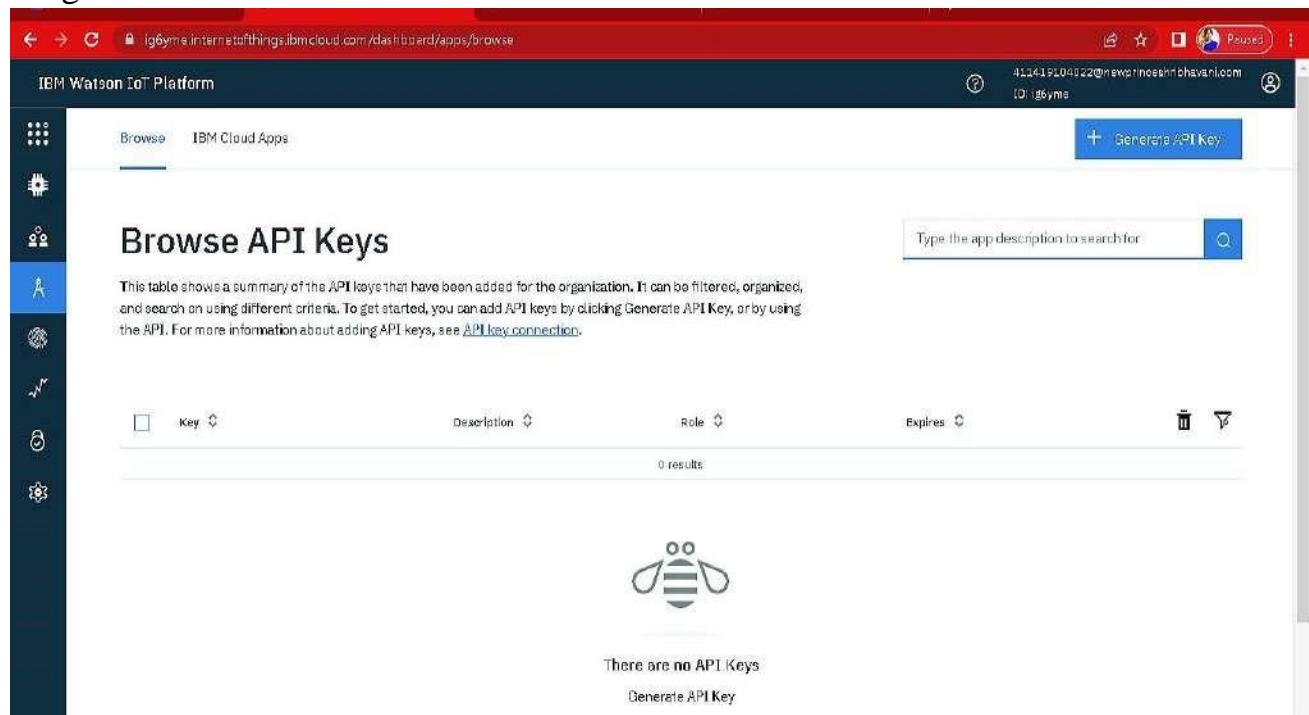 ig6yme.internetofthings.ibmcloud.com/dashboard/apps/browse
Paused
IBM Watson IoT Platform
411419104022@newprinceshribhavani.com
ID: ig6yme
Browse IBM Cloud Apps
+ Generate API Key
Browse API Keys
Type the app description to search for
This table shows a summary of the API keys that have been added for the organization. It can be filtered, organized,
and search on using different criteria. To get started, you can add API keys by clicking Generate API Key, or by using
the API. For more information about adding API keys, see API key connection.
Key Description Role Expires
0 results
There are no API Keys
Generate API Key